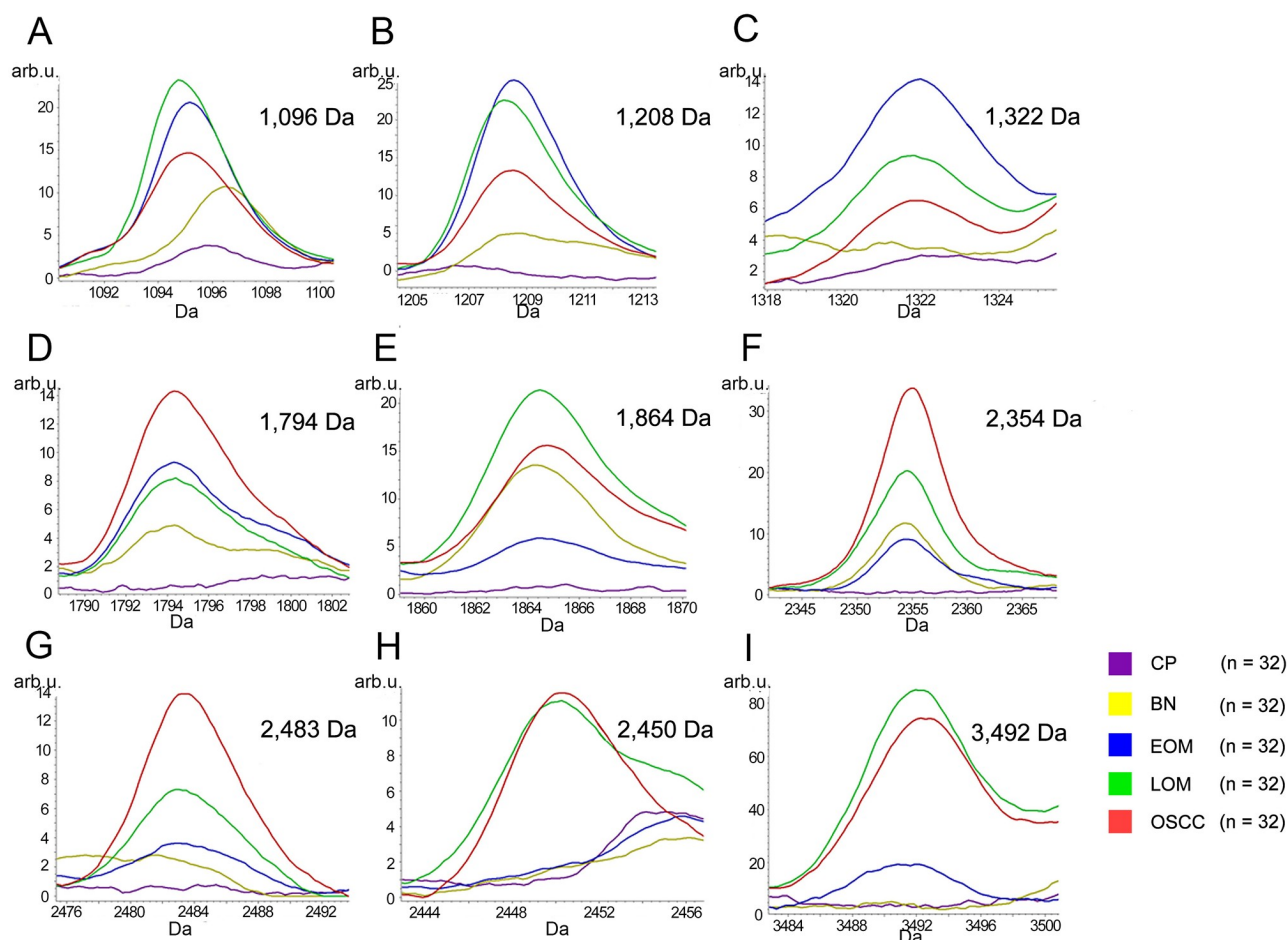 A
arb.u.
1,096 Da
20
15
10
5
0
1092 1094 1096 1098 1100
Da
B
arb.u.
1,208 Da
25
20
15
10
5
0
1205 1207 1209 1211 1213
Da
C
arb.u.
1,322 Da
14
12
10
8
6
4
2
1318 1320 1322 1324
Da
D
arb.u.
1,794 Da
14
12
10
8
6
4
2
0
1790 1792 1794 1796 1798 1800 1802
Da
E
arb.u.
1,864 Da
20
15
10
5
0
1860 1862 1864 1866 1868 1870
Da
F
arb.u.
2,354 Da
30
20
10
0
2345 2350 2355 2360 2365
Da
G
arb.u.
2,483 Da
14
12
10
8
6
4
2
0
2476 2480 2484 2488 2492
Da
H
arb.u.
2,450 Da
10
8
6
4
2
0
2444 2448 2452 2456
Da
I
arb.u.
3,492 Da
80
60
40
20
0
3484 3488 3492 3496 3500
Da
CP (n = 32)
BN (n = 32)
EOM (n = 32)
LOM (n = 32)
OSCC (n = 32)